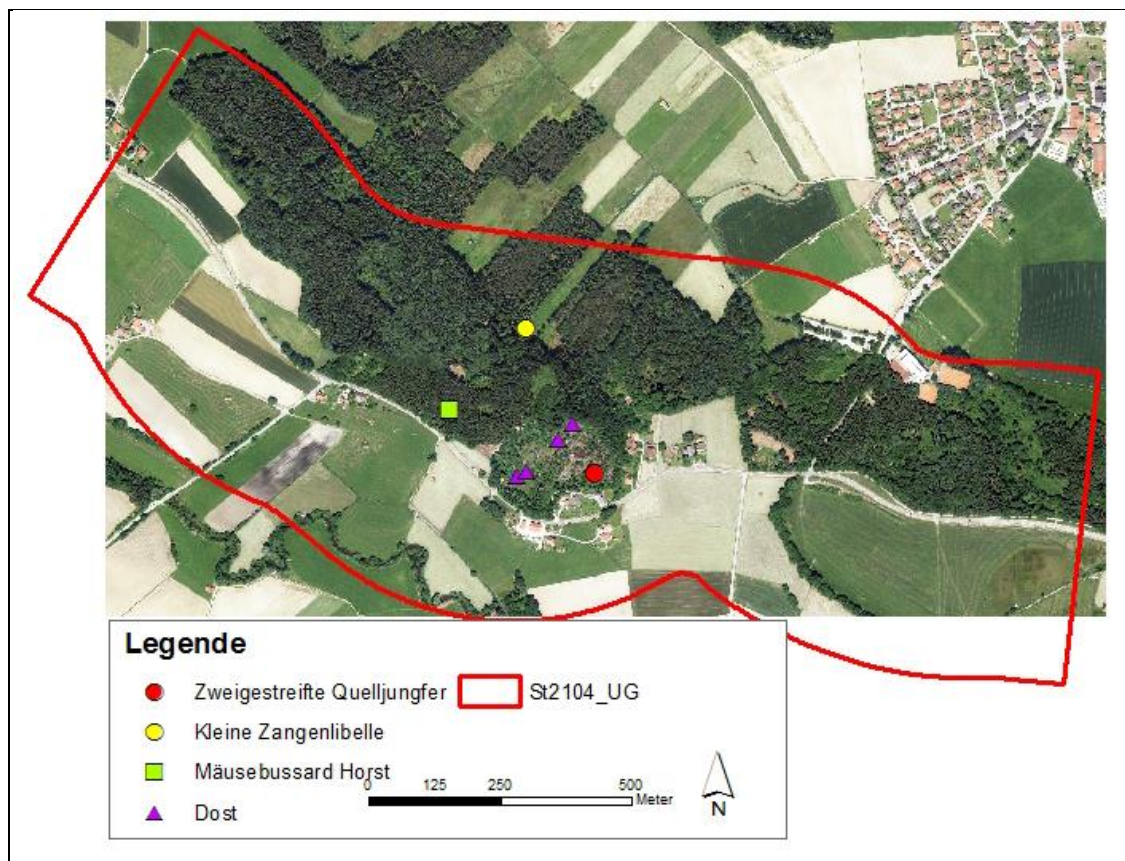 Legende
Zweigestreifte Quelljungfer St2104_UG
Kleine Zangenlibelle
Mäusebussard Horst
Dost
0 125 250 500
Meter
N